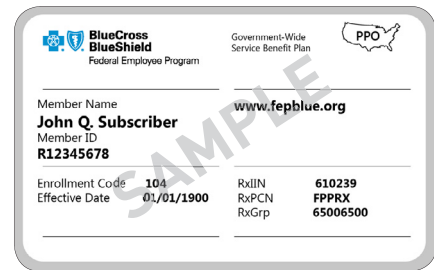 BlueCross
BlueShield
Federal Employee Program
Government-Wide
Service Benefit Plan
PPO
Member Name
John Q. Subscriber
Member ID
R12345678
www.fepblue.org
SAMPLE
Enrollment Code 104
Effective Date 01/01/1900
RxIIN 610239
RxPCN FPPRX
RxGrp 65006500